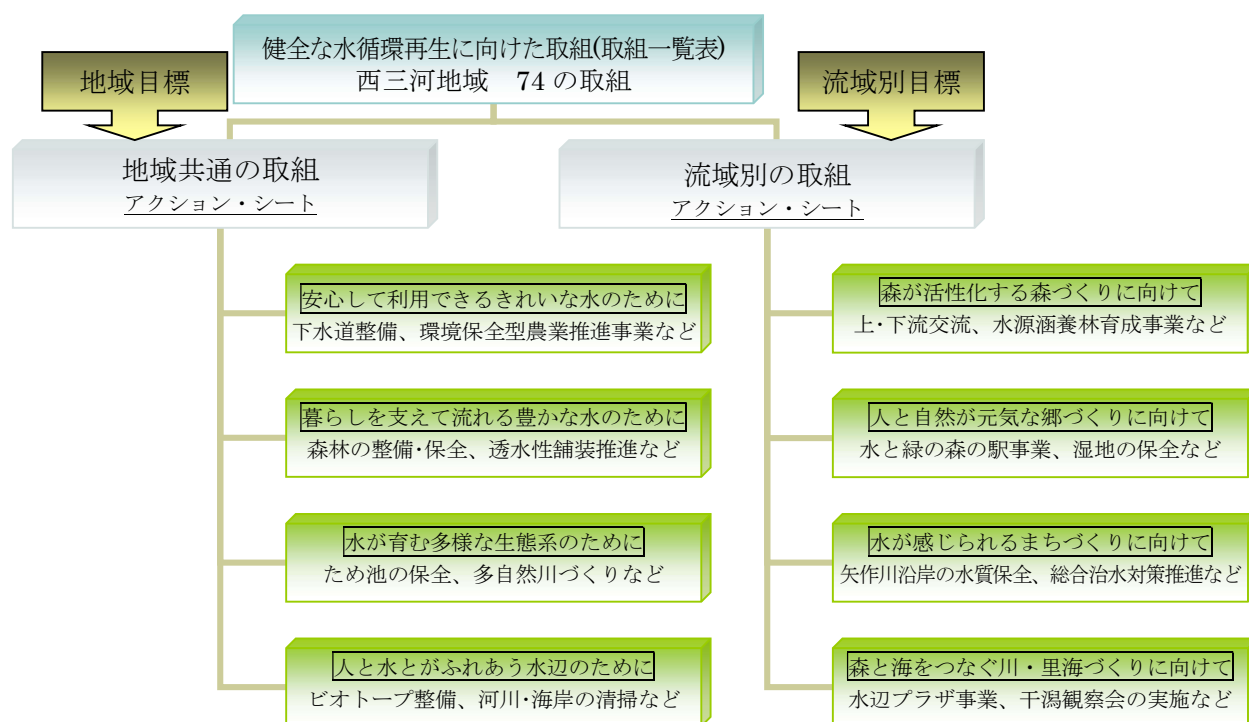 健全な水循環再生に向けた取組(取組一覧表)
西三河地域　74 の取組
地域目標
流域別目標
地域共通の取組
アクション・シート
流域別の取組
アクション・シート
安心して利用できるきれいな水のために
下水道整備、環境保全型農業推進事業など
暮らしを支えて流れる豊かな水のために
森林の整備･保全、透水性舗装推進など
水が育む多様な生態系のために
ため池の保全、多自然川づくりなど
人と水とがふれあう水辺のために
ビオトープ整備、河川･海岸の清掃など
森が活性化する森づくりに向けて
上･下流交流、水源涵養林育成事業など
人と自然が元気な郷づくりに向けて
水と緑の森の駅事業、湿地の保全など
水が感じられるまちづくりに向けて
矢作川沿岸の水質保全、総合治水対策推進など
森と海をつなぐ川・里海づくりに向けて
水辺プラザ事業、干潟観察会の実施など